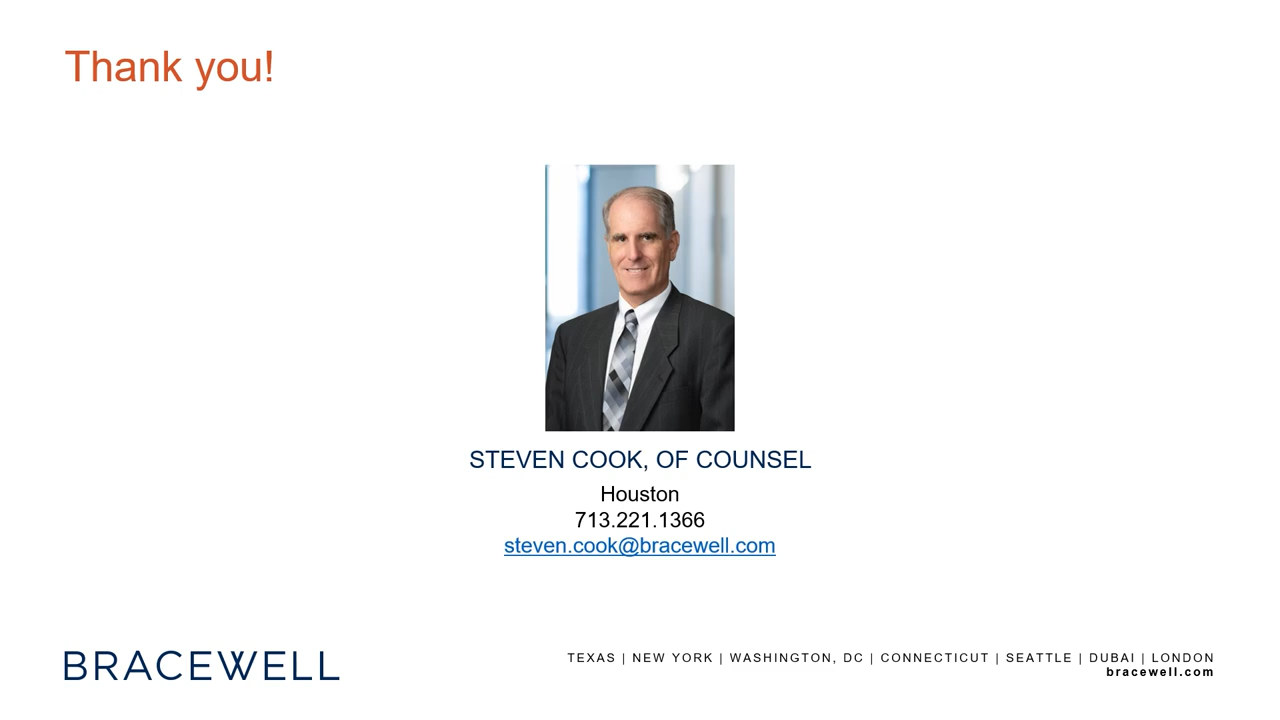 Thank you!
STEVEN COOK, OF COUNSEL
Houston
713.221.1366
steven.cook@bracewell.com
BRACEWELL
TEXAS | NEW YORK | WASHINGTON, DC | CONNECTICUT | SEATTLE | DUBAI | LONDON
bracewell.com